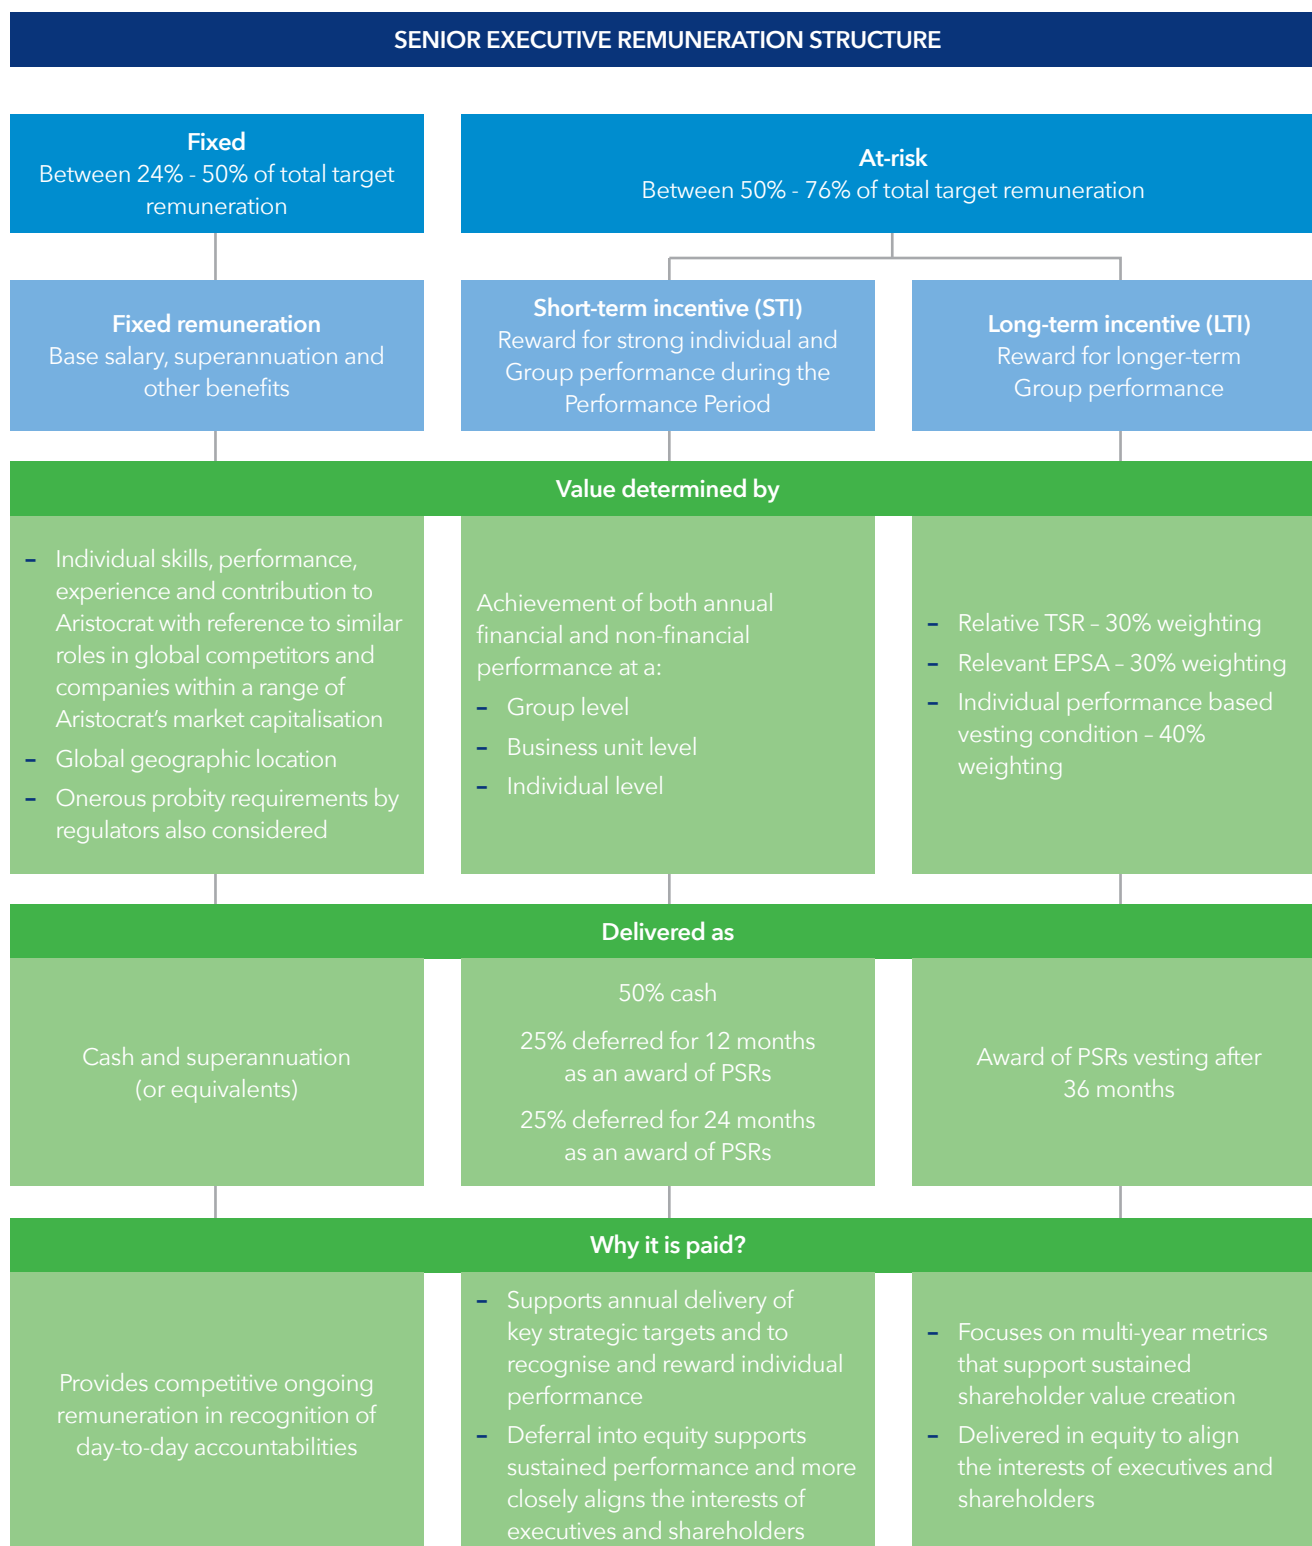 SENIOR EXECUTIVE REMUNERATION STRUCTURE
Fixed
Between 24% - 50% of total target
remuneration
At-risk
Between 50% - 76% of total target remuneration
Fixed remuneration
Base salary, superannuation and
other benefits
Short-term incentive (STI)
Reward for strong individual and
Group performance during the
Performance Period
Long-term incentive (LTI)
Reward for longer-term
Group performance
Value determined by
– Individual skills, performance,
experience and contribution to
Aristocrat with reference to similar
roles in global competitors and
companies within a range of
Aristocrat’s market capitalisation
– Global geographic location
– Onerous probity requirements by
regulators also considered
Achievement of both annual
financial and non-financial
performance at a:
– Group level
– Business unit level
– Individual level
– Relative TSR – 30% weighting
– Relevant EPSA – 30% weighting
– Individual performance based
vesting condition – 40%
weighting
Delivered as
Cash and superannuation
(or equivalents)
50% cash
25% deferred for 12 months
as an award of PSRs
25% deferred for 24 months
as an award of PSRs
Award of PSRs vesting after
36 months
Why it is paid?
Provides competitive ongoing
remuneration in recognition of
day-to-day accountabilities
– Supports annual delivery of
key strategic targets and to
recognise and reward individual
performance
– Deferral into equity supports
sustained performance and more
closely aligns the interests of
executives and shareholders
– Focuses on multi-year metrics
that support sustained
shareholder value creation
– Delivered in equity to align
the interests of executives and
shareholders